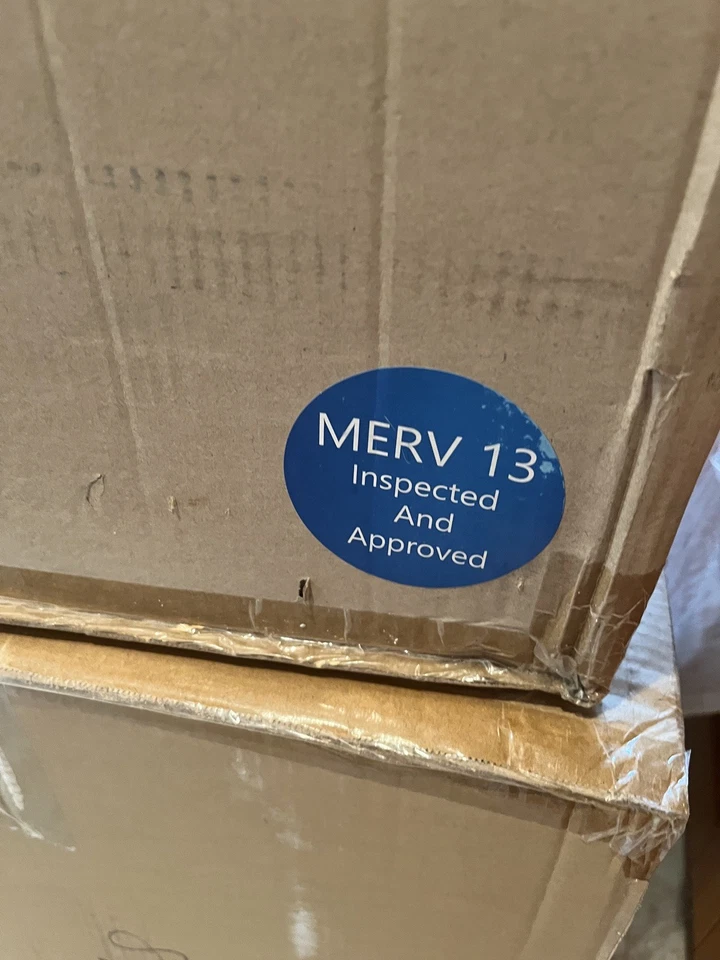 MERV 13
Inspected
And
Approved